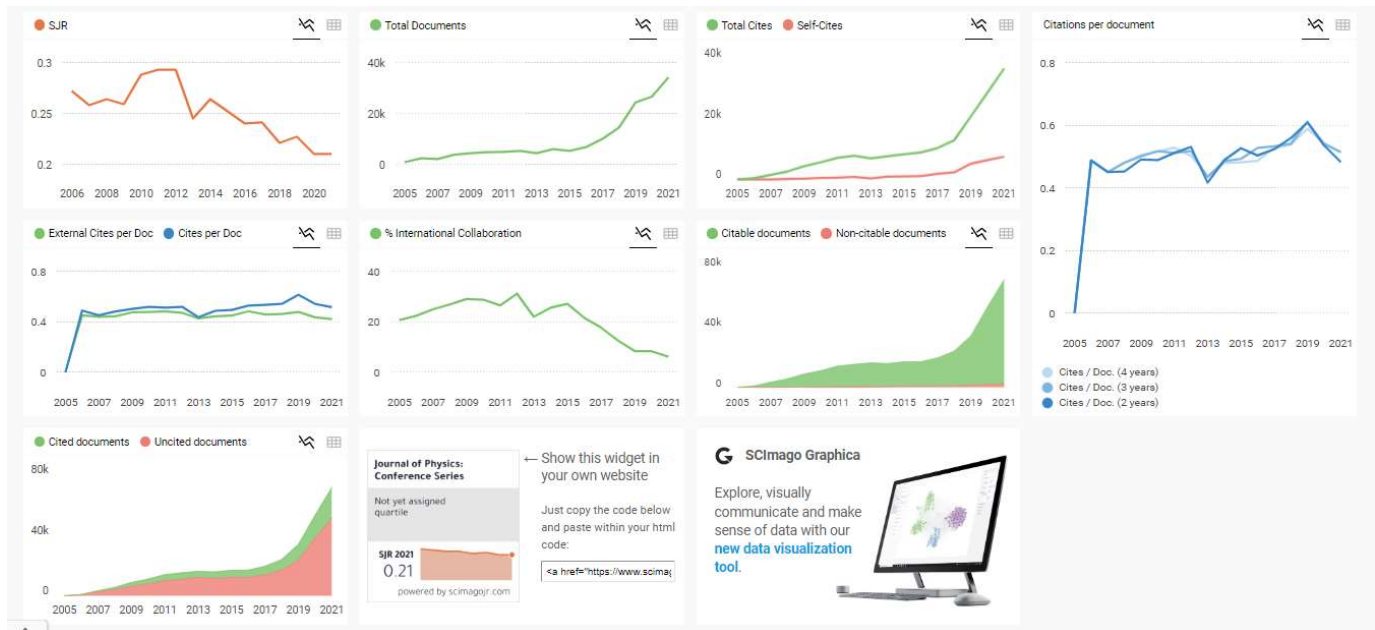 SJR
0.3
0.25
0.2
2006 2008 2010 2012 2014 2016 2018 2020
Total Documents
40k
20k
0
2005 2007 2009 2011 2013 2015 2017 2019 2021
Total Cites Self-Cites
40k
20k
0
2005 2007 2009 2011 2013 2015 2017 2019 2021
Citations per document
0.8
0.6
0.4
0.2
0
2005 2007 2009 2011 2013 2015 2017 2019 2021
Cites / Doc. (4 years)
Cites / Doc. (3 years)
Cites / Doc. (2 years)
External Cites per Doc Cites per Doc
0.8
0.4
0
2005 2007 2009 2011 2013 2015 2017 2019 2021
% International Collaboration
40
20
0
2005 2007 2009 2011 2013 2015 2017 2019 2021
Citable documents Non-citable documents
80k
40k
0
2005 2007 2009 2011 2013 2015 2017 2019 2021
Cited documents Uncited documents
80k
40k
0
2005 2007 2009 2011 2013 2015 2017 2019 2021
Journal of Physics:
Conference Series
Not yet assigned
quartile
SJR 2021
0.21
powered by scimagojr.com
← Show this widget in
your own website
Just copy the code below
and paste within your html
code:
<a href="https://www.scimag
G SCImago Graphica
Explore, visually
communicate and make
sense of data with our
new data visualization
tool.